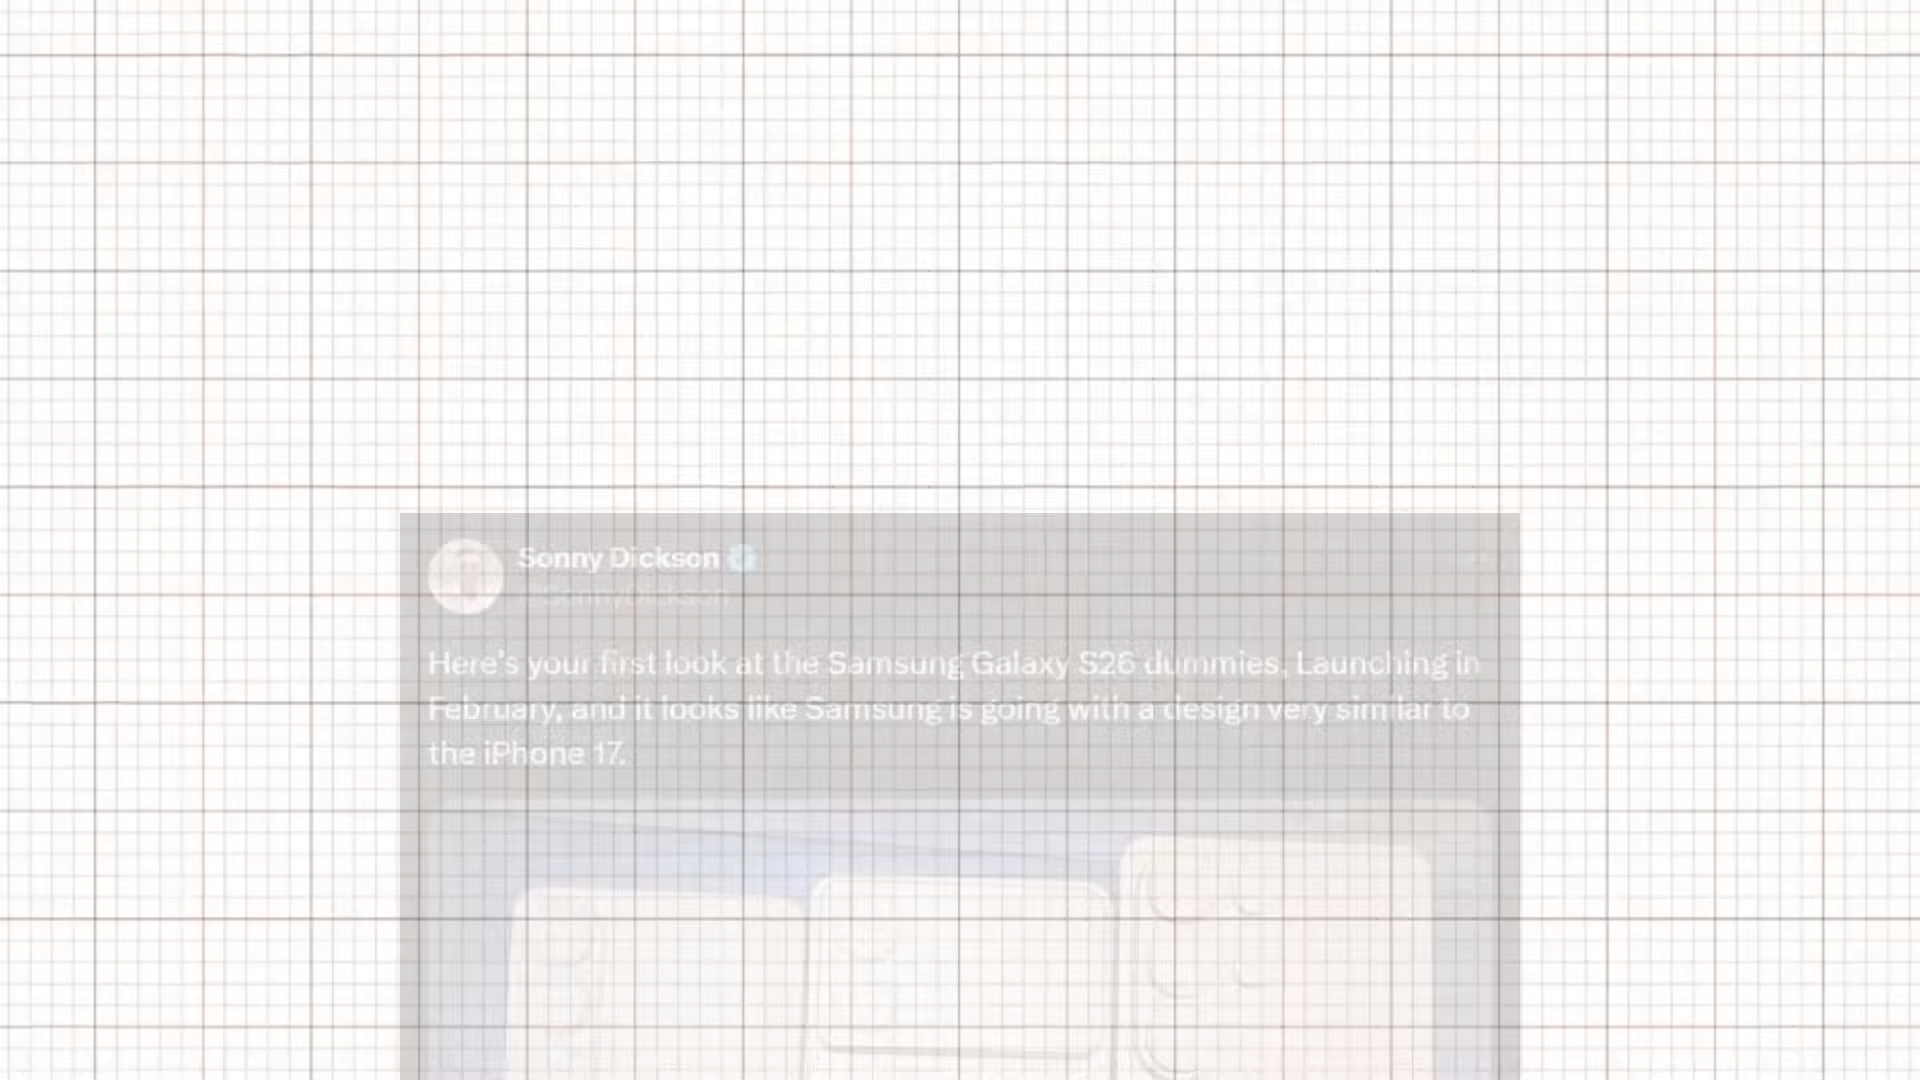 Sonny Dickson
@SonnyDickson
Here's your first look at the Samsung Galaxy S26 dummies, Launching in
February, and it looks like Samsung is going with a design very similar to
the iPhone 17.